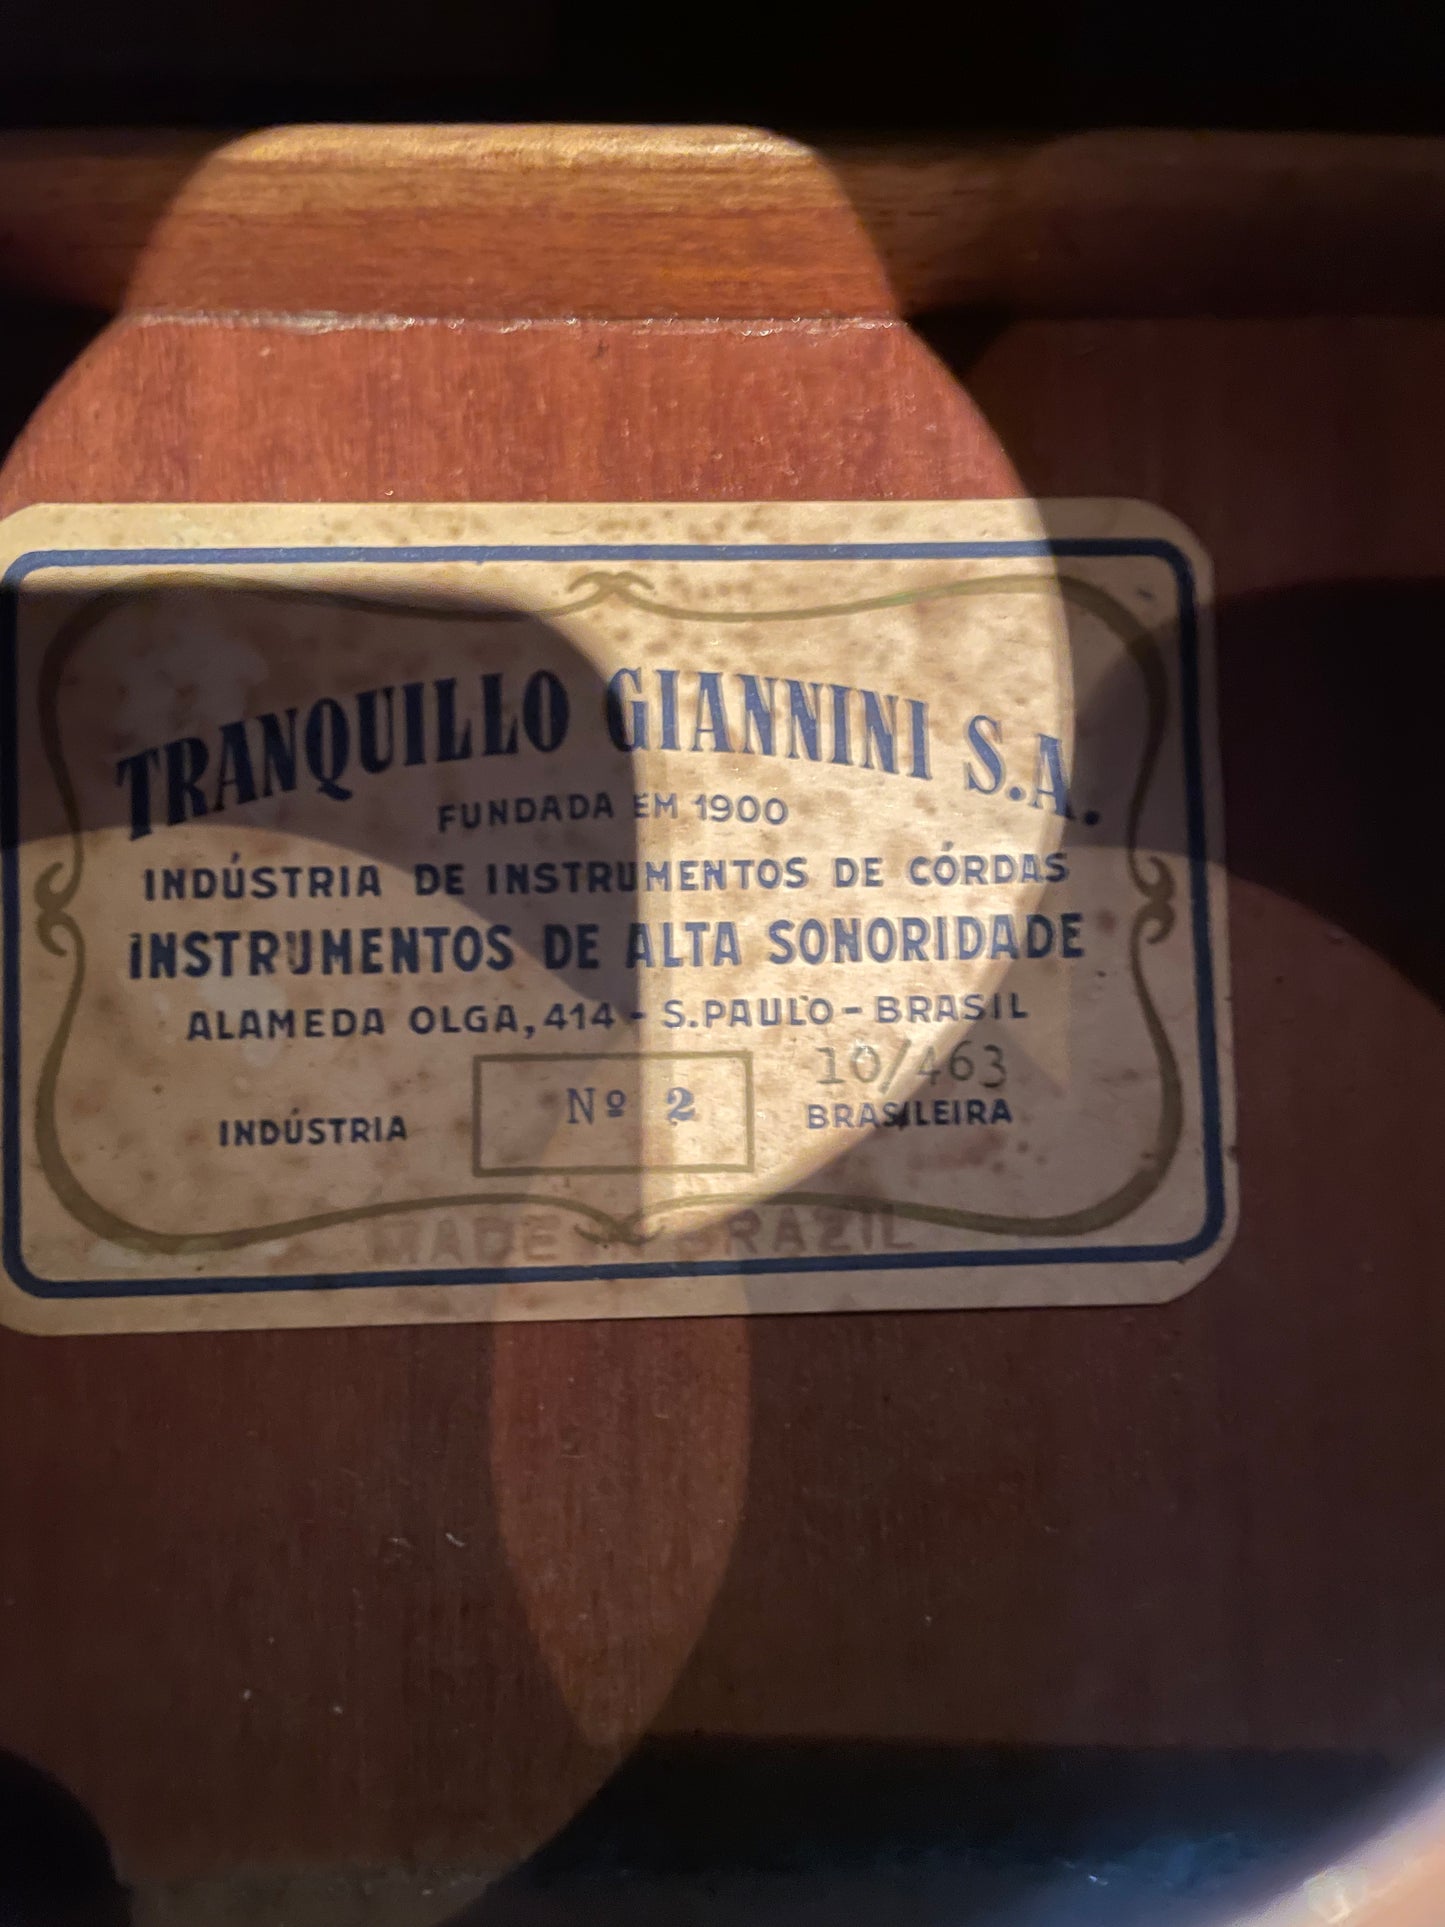 TRANQUILLO GIANNINI S.A.
FUNDADA EM 1900
INDÚSTRIA DE INSTRUMENTOS DE CÓRDAS
INSTRUMENTOS DE ALTA SONORIDADE
ALAMEDA OLGA, 414 - S. PAULO - BRASIL
10/463
INDÚSTRIA Nº 2 BRASILEIRA
MADE IN BRAZIL